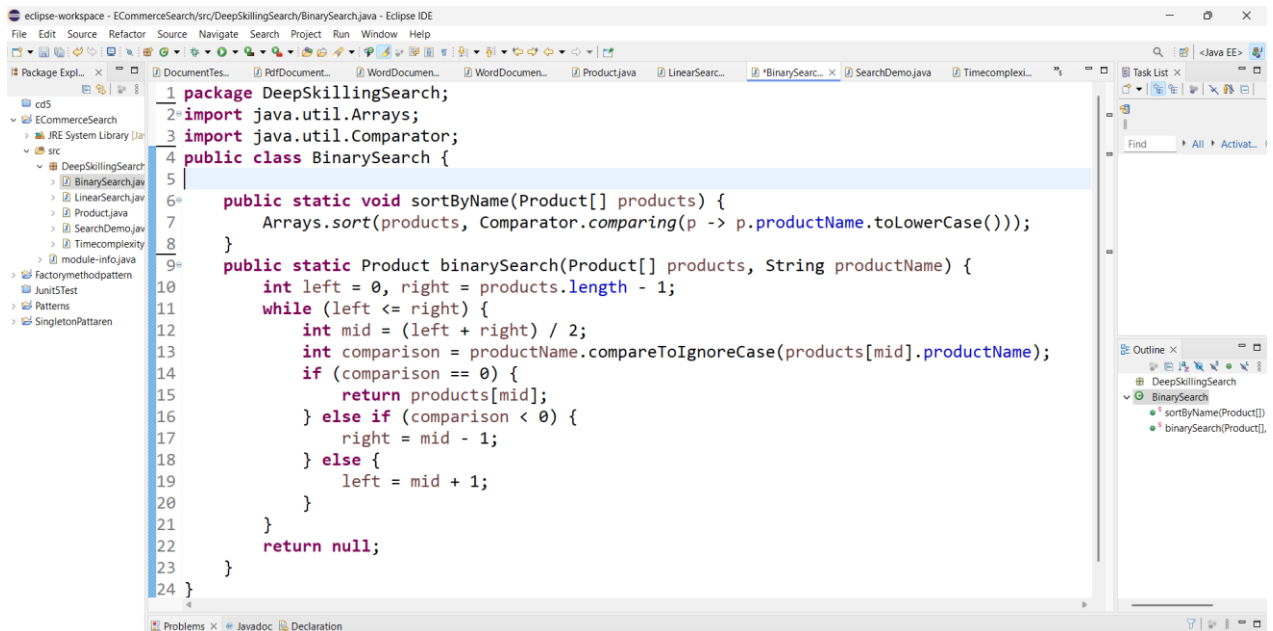 eclipse-workspace - ECommerceSearch/src/DeepSkillingSearch/BinarySearch.java - Eclipse IDE
File Edit Source Refactor Source Navigate Search Project Run Window Help
<Java EE>
Package Expl...
DocumentTes... PdfDocument... WordDocumen... WordDocumen... Product.java LinearSearc... *BinarySearc... SearchDemo.java Timecomplexi...
Task List
cd5
ECommerceSearch
JRE System Library [Ja
src
DeepSkillingSearch
BinarySearch.jav
LinearSearch.jav
Product.java
SearchDemo.jav
Timecomplexity
module-info.java
Factorymethodpattern
Junit5Test
Patterns
SingletonPattaren
1 package DeepSkillingSearch;
2 import java.util.Arrays;
3 import java.util.Comparator;
4 public class BinarySearch {
5
6 public static void sortByName(Product[] products) {
7 Arrays.sort(products, Comparator.comparing(p -> p.productName.toLowerCase()));
8 }
9 public static Product binarySearch(Product[] products, String productName) {
10 int left = 0, right = products.length - 1;
11 while (left <= right) {
12 int mid = (left + right) / 2;
13 int comparison = productName.compareToIgnoreCase(products[mid].productName);
14 if (comparison == 0) {
15 return products[mid];
16 } else if (comparison < 0) {
17 right = mid - 1;
18 } else {
19 left = mid + 1;
20 }
21 }
22 return null;
23 }
24 }
Find All Activat...
Outline
DeepSkillingSearch
BinarySearch
sortByName(Product[])
binarySearch(Product[],
Problems Javadoc Declaration